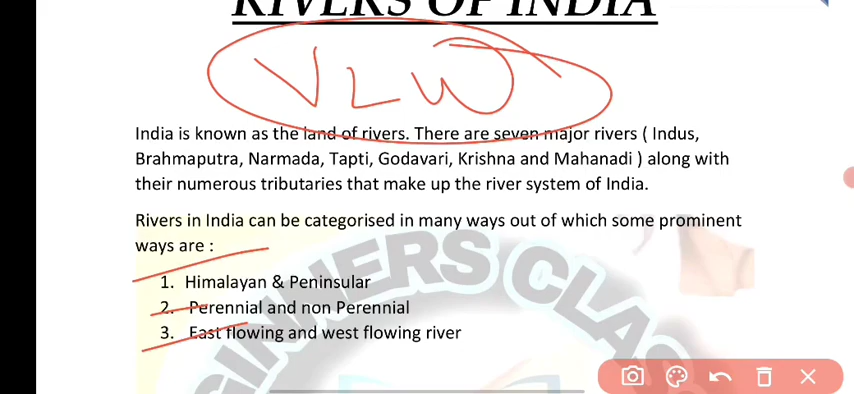 RIVERS OF INDIA
VLW
India is known as the land of rivers. There are seven major rivers ( Indus,
Brahmaputra, Narmada, Tapti, Godavari, Krishna and Mahanadi ) along with
their numerous tributaries that make up the river system of India.
Rivers in India can be categorised in many ways out of which some prominent
ways are :
1. Himalayan & Peninsular
2. Perennial and non Perennial
3. East flowing and west flowing river